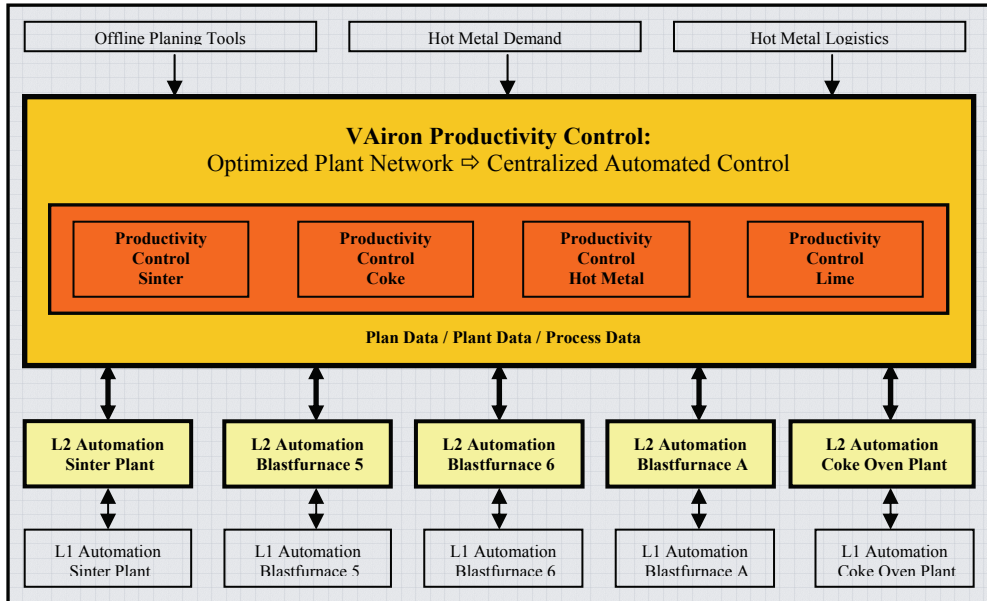 Offline Planing Tools
Hot Metal Demand
Hot Metal Logistics
VAiron Productivity Control:
Optimized Plant Network ⇨ Centralized Automated Control
Productivity
Control
Sinter
Productivity
Control
Coke
Productivity
Control
Hot Metal
Productivity
Control
Lime
Plan Data / Plant Data / Process Data
L2 Automation
Sinter Plant
L2 Automation
Blastfurnace 5
L2 Automation
Blastfurnace 6
L2 Automation
Blastfurnace A
L2 Automation
Coke Oven Plant
L1 Automation
Sinter Plant
L1 Automation
Blastfurnace 5
L1 Automation
Blastfurnace 6
L1 Automation
Blastfurnace A
L1 Automation
Coke Oven Plant